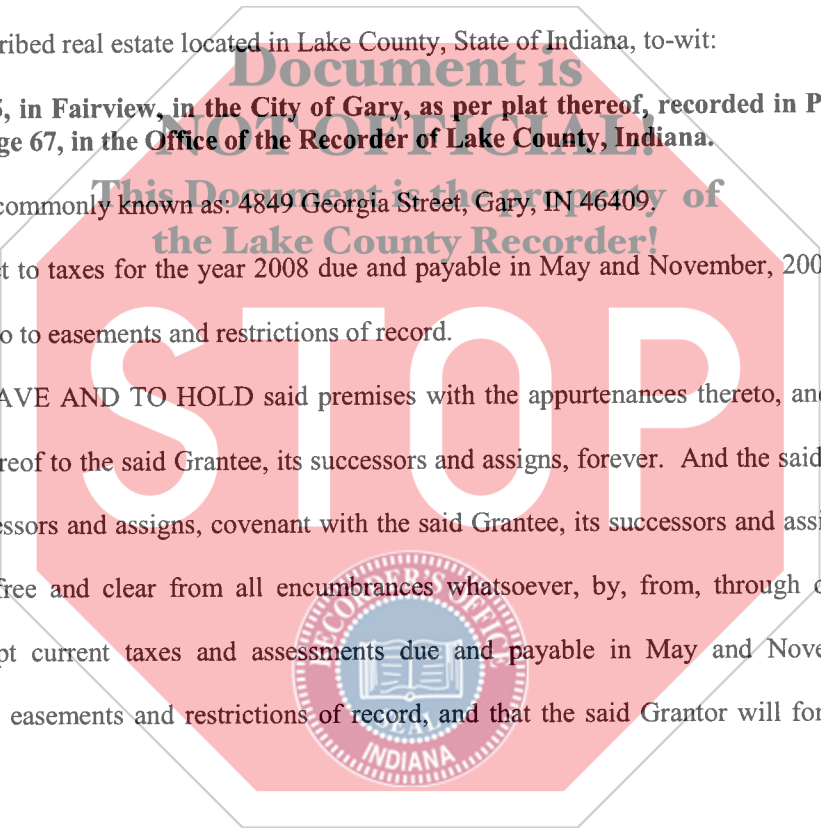 ribed real estate located in Lake County, State of Indiana, to-wit:
Document is
, in Fairview, in the City of Gary, as per plat thereof, recorded in P
NOT OFFICIAL!
ge 67, in the Office of the Recorder of Lake County, Indiana.
This Document is the property of
commonly known as: 4849 Georgia Street, Gary, IN 46409.
the Lake County Recorder!
t to taxes for the year 2008 due and payable in May and November, 200
o to easements and restrictions of record.
STOP
AVE AND TO HOLD said premises with the appurtenances thereto, and
reof to the said Grantee, its successors and assigns, forever. And the said
essors and assigns, covenant with the said Grantee, its successors and assi
free and clear from all encumbrances whatsoever, by, from, through
RECORDER'S OFFICE
pt current taxes and assessments due and payable in May and Nove
easements and restrictions of record, and that the said Grantor will for
SEAL
INDIANA